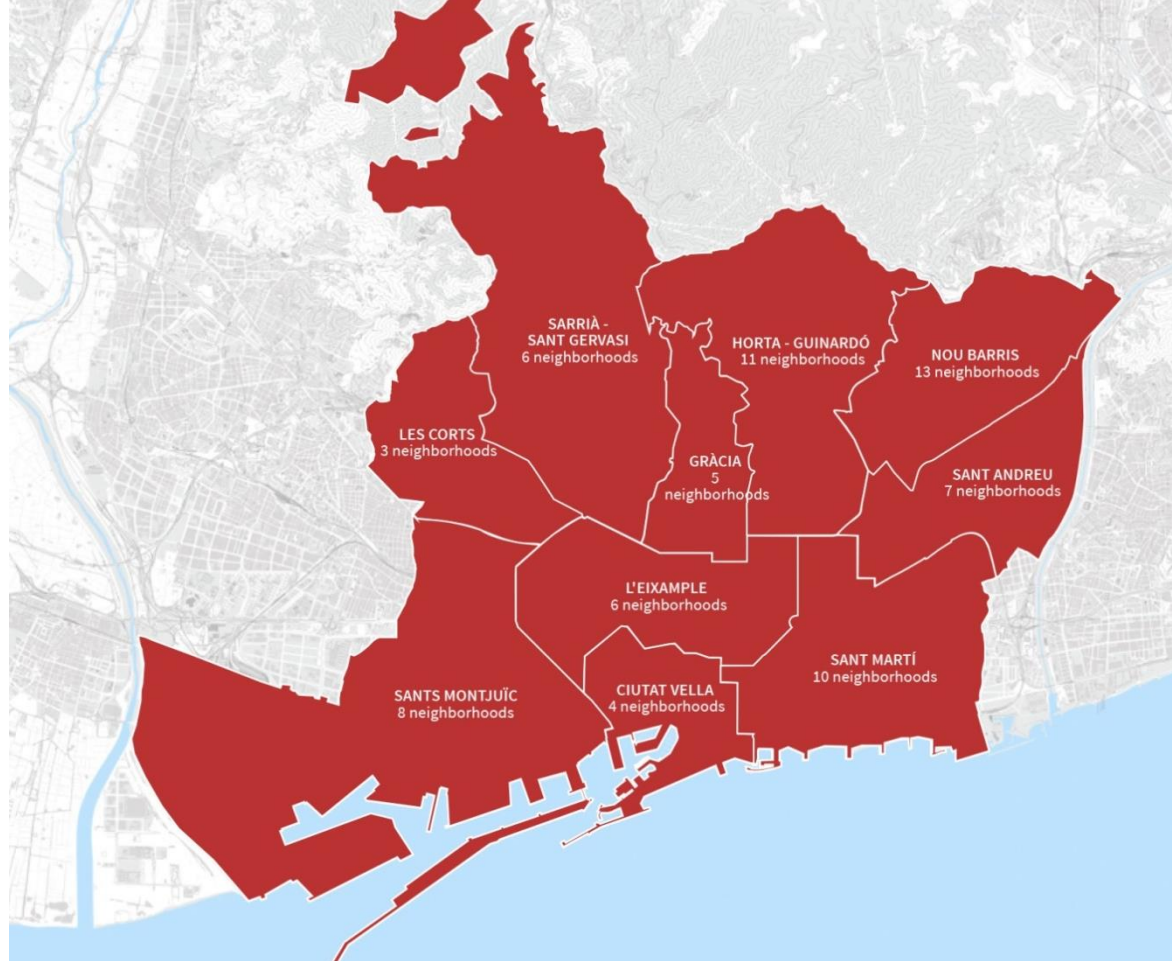 SARRIÀ -
SANT GERVASI
6 neighborhoods
HORTA - GUINARDÓ
11 neighborhoods
NOU BARRIS
13 neighborhoods
LES CORTS
3 neighborhoods
GRÀCIA
5
neighborhoods
SANT ANDREU
7 neighborhoods
L'EIXAMPLE
6 neighborhoods
SANT MARTÍ
10 neighborhoods
SANTS MONTJUÏC
8 neighborhoods
CIUTAT VELLA
4 neighborhoods